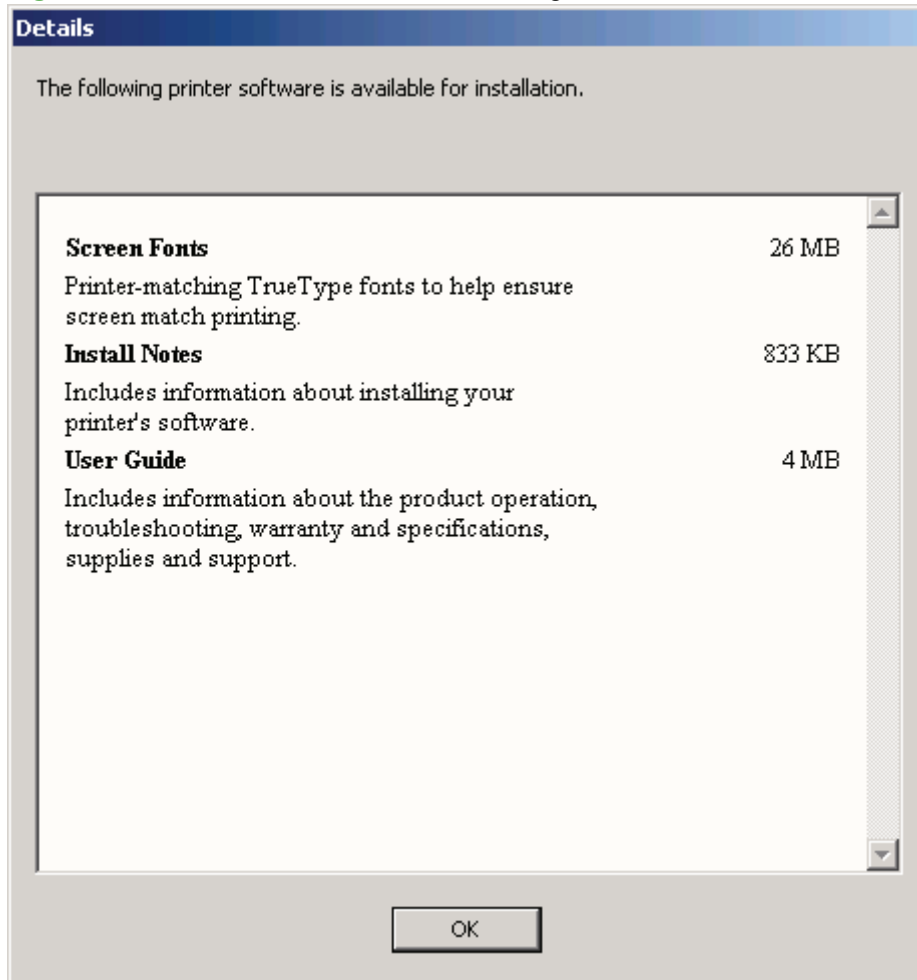 Details
The following printer software is available for installation.
Screen Fonts 26 MB
Printer-matching TrueType fonts to help ensure
screen match printing.
Install Notes 833 KB
Includes information about installing your
printer's software.
User Guide 4 MB
Includes information about the product operation,
troubleshooting, warranty and specifications,
supplies and support.
OK